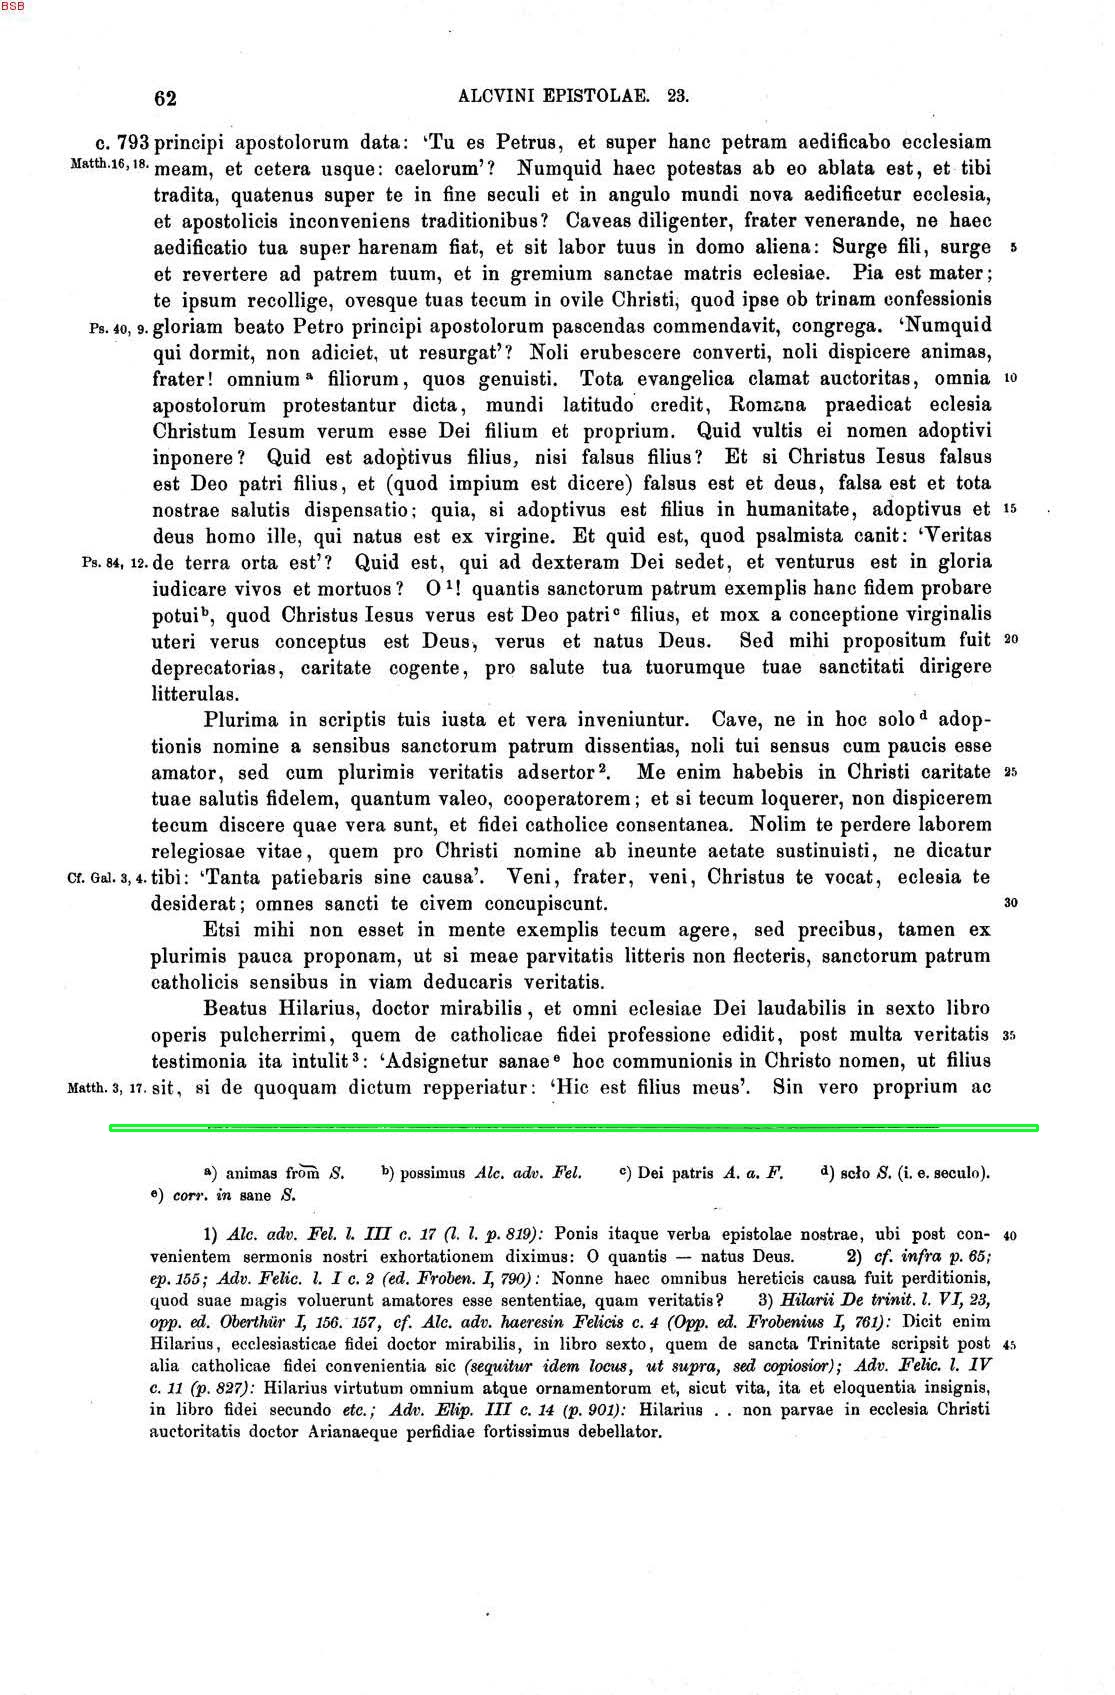 BSB
62 ALCVINI EPISTOLAE. 23.
c. 793 principi apostolorum data: ‘Tu es Petrus, et super hanc petram aedificabo ecclesiam
Matth. 16, 18. meam, et cetera usque: caelorum’? Numquid haec potestas ab eo ablata est, et tibi
tradita, quatenus super te in fine seculi et in angulo mundi nova aedificetur ecclesia,
et apostolicis inconveniens traditionibus? Caveas diligenter, frater venerande, ne haec
aedificatio tua super harenam fiat, et sit labor tuus in domo aliena: Surge fili, surge 5
et revertere ad patrem tuum, et in gremium sanctae matris eclesiae. Pia est mater;
te ipsum recollige, ovesque tuas tecum in ovile Christi, quod ipse ob trinam confessionis
Ps. 40, 9. gloriam beato Petro principi apostolorum pascendas commendavit, congrega. ‘Numquid
qui dormit, non adiciet, ut resurgat’? Noli erubescere converti, noli dispicere animas,
frater! omnium a filiorum, quos genuisti. Tota evangelica clamat auctoritas, omnia 10
apostolorum protestantur dicta, mundi latitudo credit, Romana praedicat eclesia
Christum Iesum verum esse Dei filium et proprium. Quid vultis ei nomen adoptivi
inponere? Quid est adoptivus filius, nisi falsus filius? Et si Christus Iesus falsus
est Deo patri filius, et (quod impium est dicere) falsus est et deus, falsa est et tota
nostrae salutis dispensatio; quia, si adoptivus est filius in humanitate, adoptivus et 15
deus homo ille, qui natus est ex virgine. Et quid est, quod psalmista canit: ‘Veritas
Ps. 84, 12. de terra orta est’? Quid est, qui ad dexteram Dei sedet, et venturus est in gloria
iudicare vivos et mortuos? O 1! quantis sanctorum patrum exemplis hanc fidem probare
potui b, quod Christus Iesus verus est Deo patri c filius, et mox a conceptione virginalis
uteri verus conceptus est Deus, verus et natus Deus. Sed mihi propositum fuit 20
deprecatorias, caritate cogente, pro salute tua tuorumque tuae sanctitati dirigere
litterulas.
Plurima in scriptis tuis iusta et vera inveniuntur. Cave, ne in hoc solo d adop-
tionis nomine a sensibus sanctorum patrum dissentias, noli tui sensus cum paucis esse
amator, sed cum plurimis veritatis adsertor 2. Me enim habebis in Christi caritate 25
tuae salutis fidelem, quantum valeo, cooperatorem; et si tecum loquerer, non dispicerem
tecum discere quae vera sunt, et fidei catholice consentanea. Nolim te perdere laborem
relegiosae vitae, quem pro Christi nomine ab ineunte aetate sustinuisti, ne dicatur
Cf. Gal. 3, 4. tibi: ‘Tanta patiebaris sine causa’. Veni, frater, veni, Christus te vocat, eclesia te
desiderat; omnes sancti te civem concupiscunt. 30
Etsi mihi non esset in mente exemplis tecum agere, sed precibus, tamen ex
plurimis pauca proponam, ut si meae parvitatis litteris non flecteris, sanctorum patrum
catholicis sensibus in viam deducaris veritatis.
Beatus Hilarius, doctor mirabilis, et omni eclesiae Dei laudabilis in sexto libro
operis pulcherrimi, quem de catholicae fidei professione edidit, post multa veritatis 35
testimonia ita intulit 3: ‘Adsignetur sanae e hoc communionis in Christo nomen, ut filius
Matth. 3, 17. sit, si de quoquam dictum repperiatur: ‘Hic est filius meus’. Sin vero proprium ac
a) animas from̅ S. b) possimus Alc. adv. Fel. c) Dei patris A. a. F. d) scło S. (i. e. seculo).
e) corr. in sane S.
1) Alc. adv. Fel. l. III c. 17 (l. l. p. 819): Ponis itaque verba epistolae nostrae, ubi post con- 40
venientem sermonis nostri exhortationem diximus: O quantis — natus Deus. 2) cf. infra p. 65;
ep. 155; Adv. Felic. l. I c. 2 (ed. Froben. I, 790): Nonne haec omnibus hereticis causa fuit perditionis,
quod suae magis voluerunt amatores esse sententiae, quam veritatis? 3) Hilarii De trinit. l. VI, 23,
opp. ed. Oberthür I, 156. 157, cf. Alc. adv. haeresin Felicis c. 4 (Opp. ed. Frobenius I, 761): Dicit enim
Hilarius, ecclesiasticae fidei doctor mirabilis, in libro sexto, quem de sancta Trinitate scripsit post 45
alia catholicae fidei convenientia sic (sequitur idem locus, ut supra, sed copiosior); Adv. Felic. l. IV
c. 11 (p. 827): Hilarius virtutum omnium atque ornamentorum et, sicut vita, ita et eloquentia insignis,
in libro fidei secundo etc.; Adv. Elip. III c. 14 (p. 901): Hilarius . . non parvae in ecclesia Christi
auctoritatis doctor Arianaeque perfidiae fortissimus debellator.